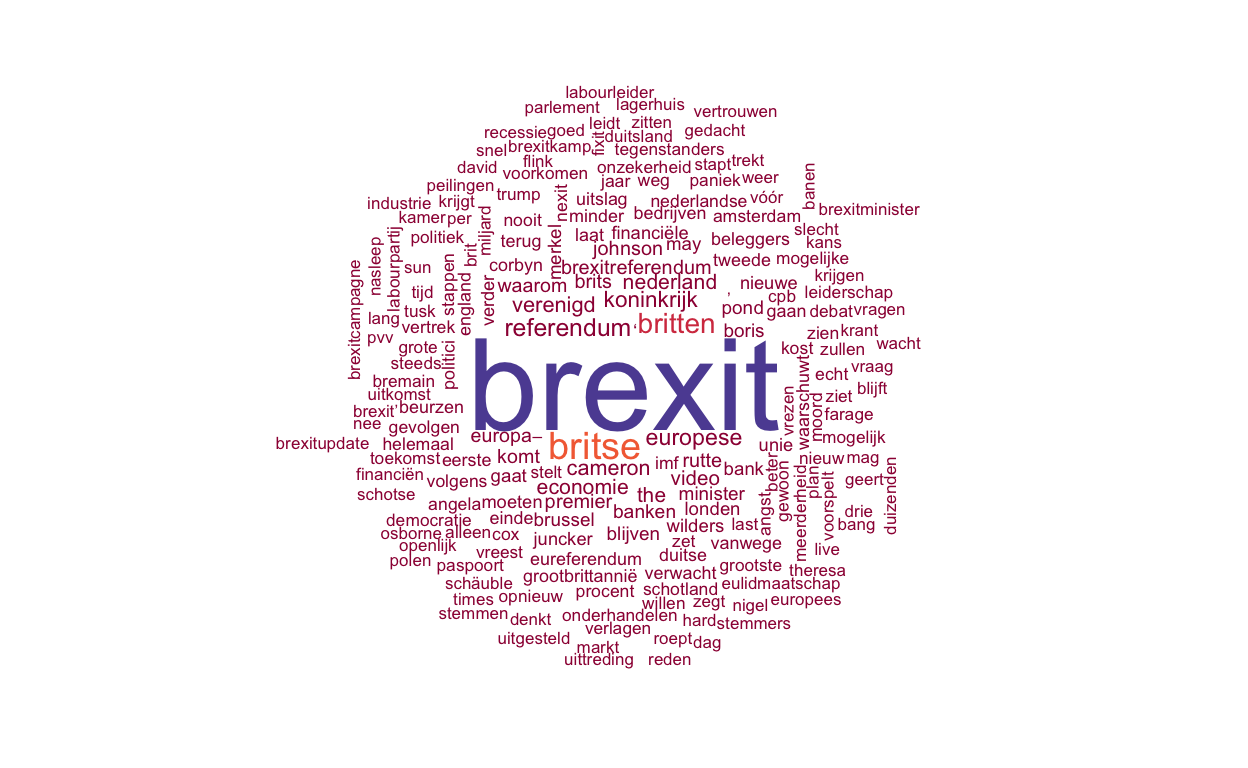 labourleider
parlement lagerhuis vertrouwen
leidt zitten
recessie goed fixit duitsland gedacht
snel brexitkamp tegenstanders
david flink voorkomen onzekerheid stapt trekt
peilingen jaar weg paniek weer banen
industrie krijgt trump nexit uitslag nederlandse vóór brexitminister
kamer per miljard nooit minder bedrijven amsterdam slecht
politiek brit terug merkel laat financiële johnson may beleggers kans
nasleep labourpartij sun stappen corbyn brexitreferendum tweede mogelijke
brexitcampagne tijd england verder waarom brits nederland nieuwe krijgen
tusk verenigd koninkrijk , pond cpb leiderschap
lang vertrek referendum ‘ britten boris gaan debat vragen
pvv grote politici zien krant
steeds brexit kost zullen wacht
bremain waarschuwt echt vraag
uitkomst vrezen moord ziet blijft
brexit’ beurzen farage
nee gevolgen
brexitupdate helemaal europa– britse europese unie mogelijk
toekomst eerste komt cameron imf rutte bank beter nieuw mag
financiën volgens gaat stelt video gewoon plan geert
schotse economie the minister meerderheid voorspelt duizenden
angela moeten premier banken londen angst drie
democratie einde brussel wilders last bang
osborne alleen cox juncker blijven zet vanwege live
openlijk vreest eureferendum duitse
polen paspoort grootbrittannië verwacht grootste theresa
schäuble procent schotland eulidmaatschap
times opnieuw willen zegt nigel europees
stemmen denkt onderhandelen hard stemmers
uitgesteld verlagen roept dag
markt
uittreding reden